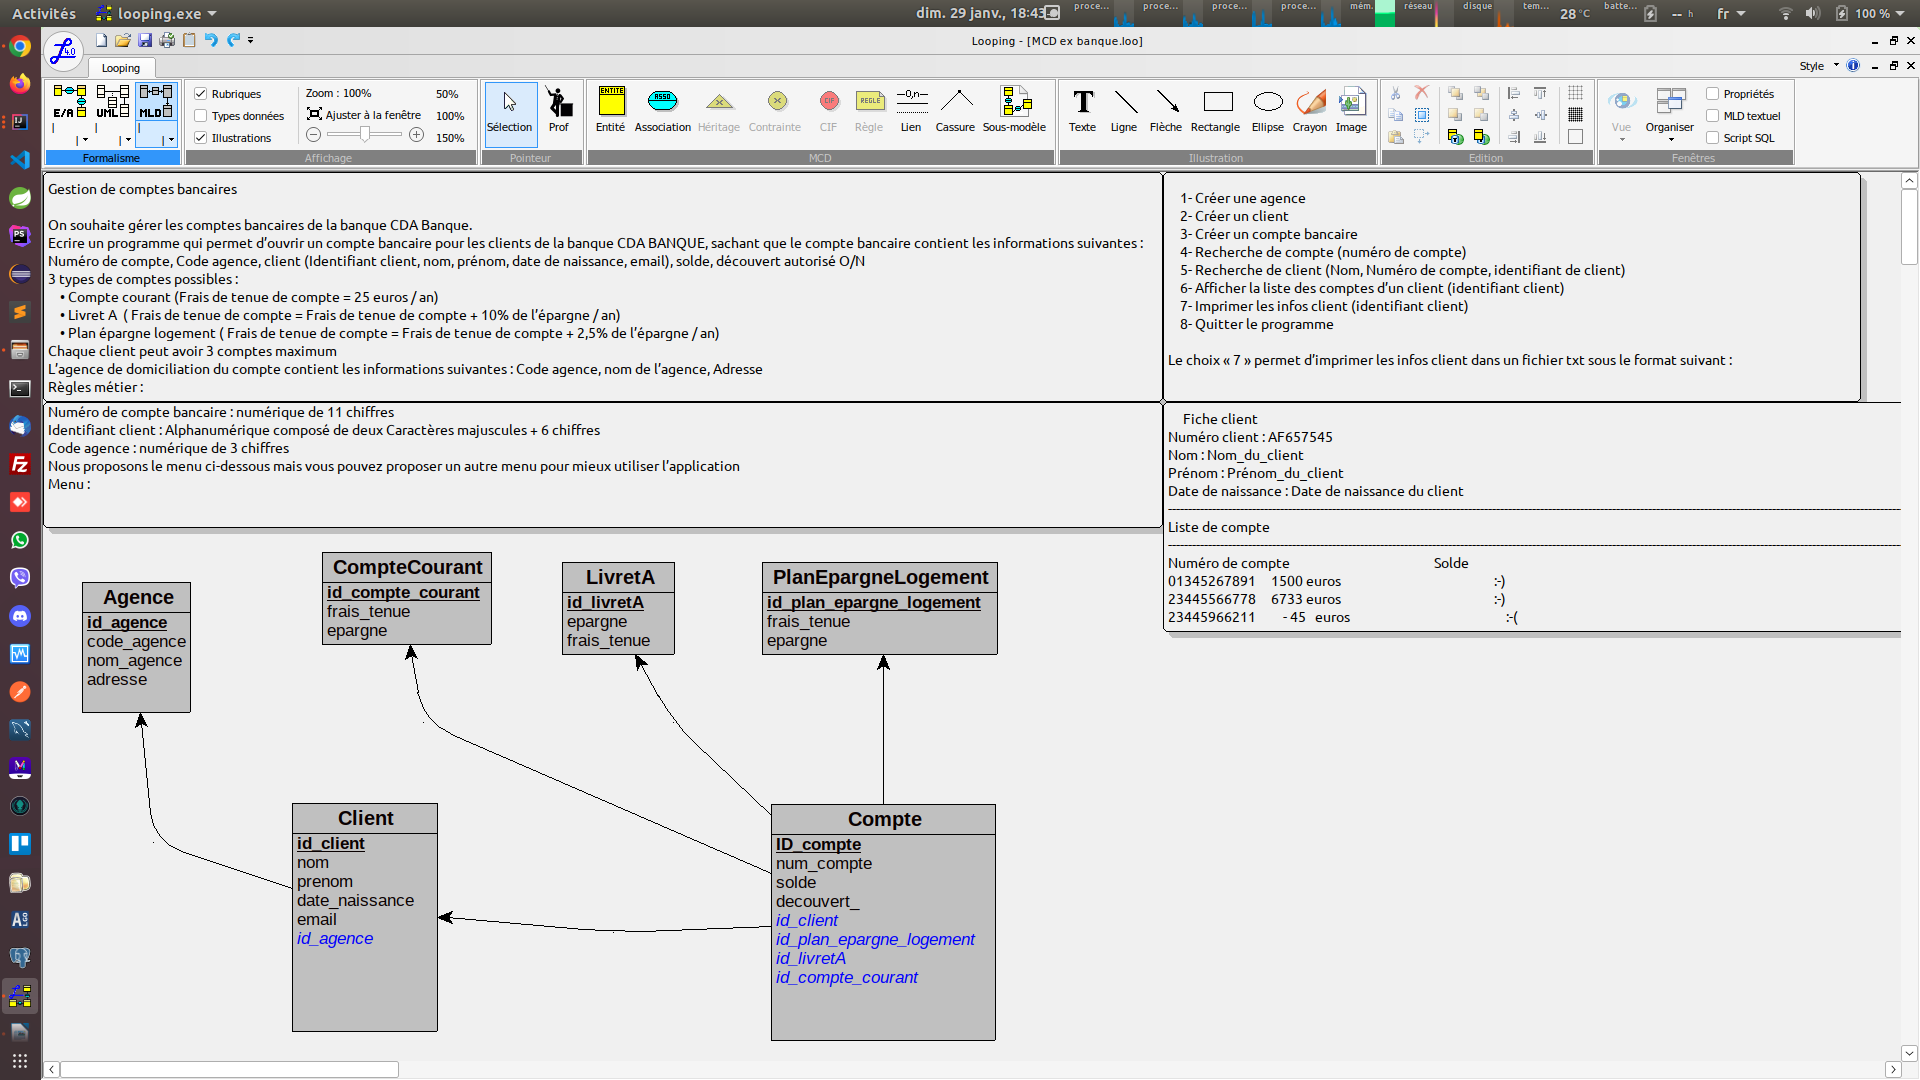 Activités
looping.exe
dim. 29 janv., 18:43
proce...
proce...
proce...
proce...
mém.
réseau
disque
tem...
28 °C
batte...
-- h
fr
100 %
Looping - [MCD ex banque.loo]
Looping
Style
E/A
UML
MLD
Formalisme
Rubriques
Types données
Illustrations
Zoom : 100%
Ajuster à la fenêtre
50%
100%
150%
Affichage
Sélection
Prof
Pointeur
ENTITÉ
Entité
ASSO
Association
Héritage
Contrainte
CIF
CIF
REGLE
Règle
0,n
Lien
Cassure
Sous-modèle
MCD
Texte
Ligne
Flèche
Rectangle
Ellipse
Crayon
Image
Illustration
Edition
Vue
Organiser
Propriétés
MLD textuel
Script SQL
Fenêtres
Gestion de comptes bancaires
On souhaite gérer les comptes bancaires de la banque CDA Banque.
Ecrire un programme qui permet d'ouvrir un compte bancaire pour les clients de la banque CDA BANQUE, sachant que le compte bancaire contient les informations suivantes :
Numéro de compte, Code agence, client (Identifiant client, nom, prénom, date de naissance, email), solde, découvert autorisé O/N
3 types de comptes possibles :
• Compte courant (Frais de tenue de compte = 25 euros / an)
• Livret A ( Frais de tenue de compte = Frais de tenue de compte + 10% de l'épargne / an)
• Plan épargne logement ( Frais de tenue de compte = Frais de tenue de compte + 2,5% de l'épargne / an)
Chaque client peut avoir 3 comptes maximum
L'agence de domiciliation du compte contient les informations suivantes : Code agence, nom de l'agence, Adresse
Règles métier :
Numéro de compte bancaire : numérique de 11 chiffres
Identifiant client : Alphanumérique composé de deux Caractères majuscules + 6 chiffres
Code agence : numérique de 3 chiffres
Nous proposons le menu ci-dessous mais vous pouvez proposer un autre menu pour mieux utiliser l'application
Menu :
1- Créer une agence
2- Créer un client
3- Créer un compte bancaire
4- Recherche de compte (numéro de compte)
5- Recherche de client (Nom, Numéro de compte, identifiant de client)
6- Afficher la liste des comptes d'un client (identifiant client)
7- Imprimer les infos client (identifiant client)
8- Quitter le programme
Le choix « 7 » permet d'imprimer les infos client dans un fichier txt sous le format suivant :
Fiche client
Numéro client : AF657545
Nom : Nom_du_client
Prénom : Prénom_du_client
Date de naissance : Date de naissance du client
Liste de compte
Numéro de compte Solde
01345267891 1500 euros :-)
23445566778 6733 euros :-)
23445966211 - 45 euros :-(
Agence
id_agence
code_agence
nom_agence
adresse
CompteCourant
id_compte_courant
frais_tenue
epargne
LivretA
id_livretA
epargne
frais_tenue
PlanEpargneLogement
id_plan_epargne_logement
frais_tenue
epargne
Client
id_client
nom
prenom
date_naissance
email
id_agence
Compte
ID_compte
num_compte
solde
decouvert_
id_client
id_plan_epargne_logement
id_livretA
id_compte_courant